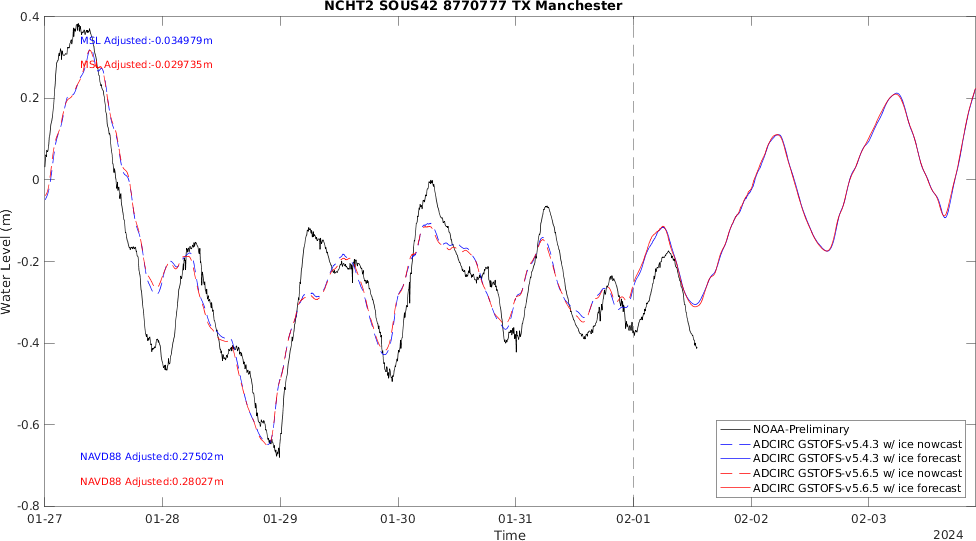 NCHT2 SOUS42 8770777 TX Manchester
0.4
MSL Adjusted:-0.034979m
MSL Adjusted:-0.029735m
0.2
0
-0.2
Water Level (m)
-0.4
-0.6
NAVD88 Adjusted:0.27502m
NAVD88 Adjusted:0.28027m
-0.8
NOAA-Preliminary
ADCIRC GSTOFS-v5.4.3 w/ ice nowcast
ADCIRC GSTOFS-v5.4.3 w/ ice forecast
ADCIRC GSTOFS-v5.6.5 w/ ice nowcast
ADCIRC GSTOFS-v5.6.5 w/ ice forecast
01-27 01-28 01-29 01-30 01-31 02-01 02-02 02-03
Time
2024